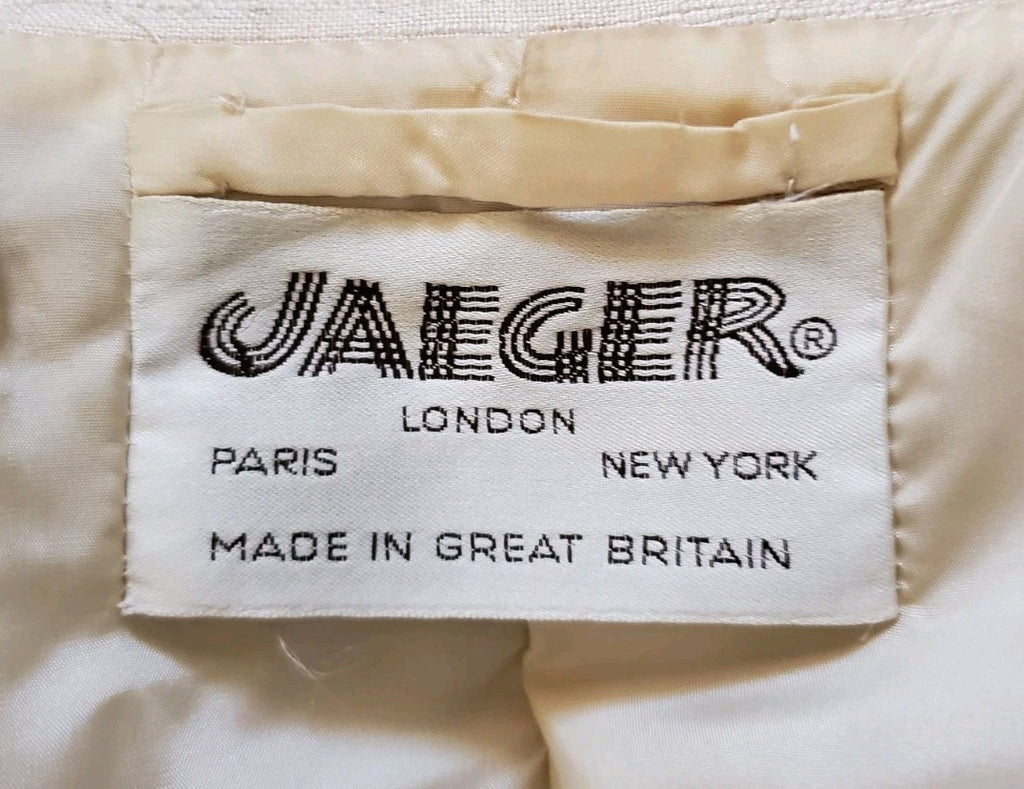 JAEGER®
LONDON
PARIS NEW YORK
MADE IN GREAT BRITAIN